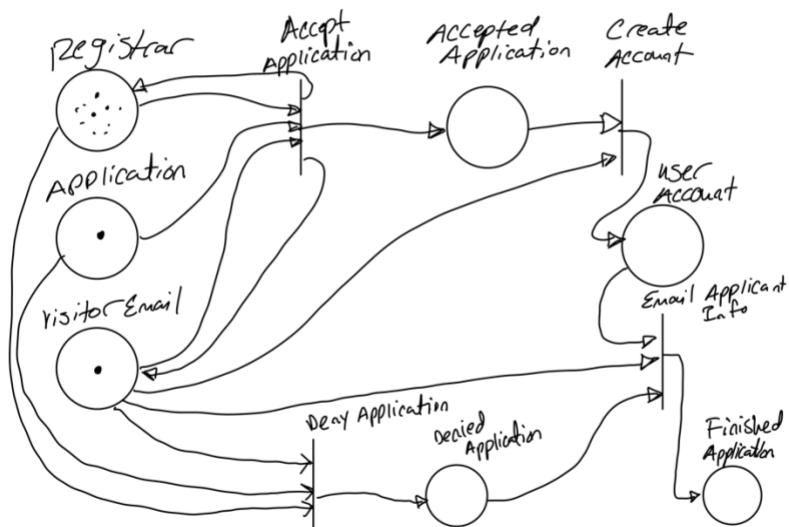 Registrar
Accept
Application
Accepted
Application
Create
Account
Application
User
Account
Visitor Email
Email Applicant
Info
Deny Application
Denied
Application
Finished
Application